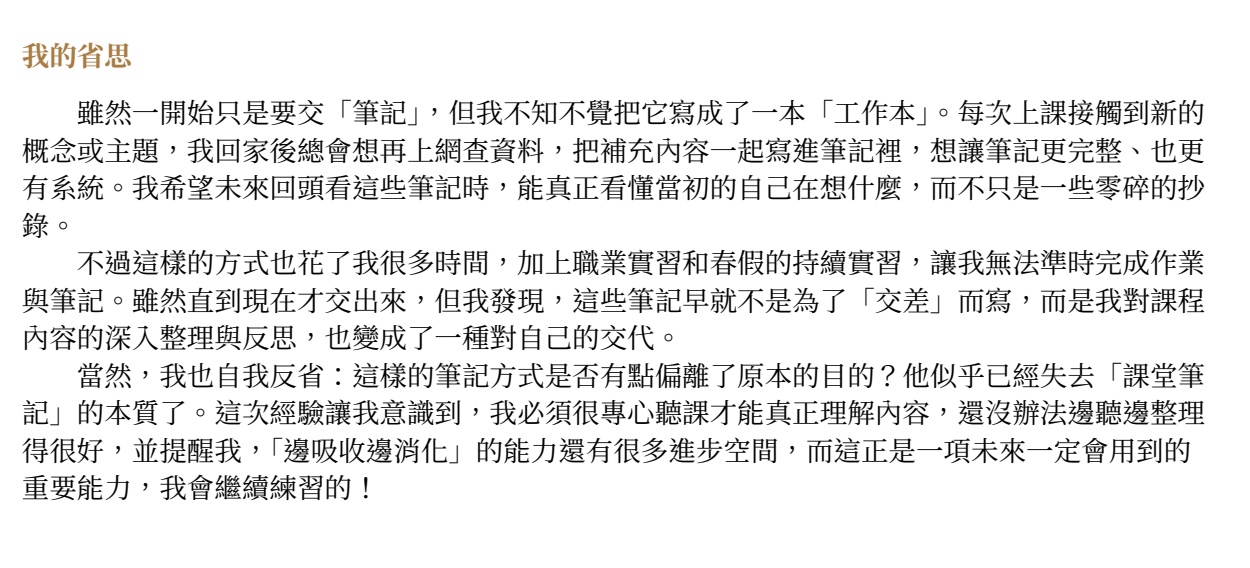 我的省思
雖然一開始只是要交「筆記」，但我不知不覺把它寫成了一本「工作本」。每次上課接觸到新的
概念或主題，我回家後總會想再上網查資料，把補充內容一起寫進筆記裡，想讓筆記更完整、也更
有系統。我希望未來回頭看這些筆記時，能真正看懂當初的自己在想什麼，而不只是一些零碎的抄
錄。
不過這樣的方式也花了我很多時間，加上職業實習和春假的持續實習，讓我無法準時完成作業
與筆記。雖然直到現在才交出來，但我發現，這些筆記早就不是為了「交差」而寫，而是我對課程
內容的深入整理與反思，也變成了一種對自己的交代。
當然，我也自我反省：這樣的筆記方式是否有點偏離了原本的目的？他似乎已經失去「課堂筆
記」的本質了。這次經驗讓我意識到，我必須很專心聽課才能真正理解內容，還沒辦法邊聽邊整理
得很好，並提醒我，「邊吸收邊消化」的能力還有很多進步空間，而這正是一項未來一定會用到的
重要能力，我會繼續練習的！